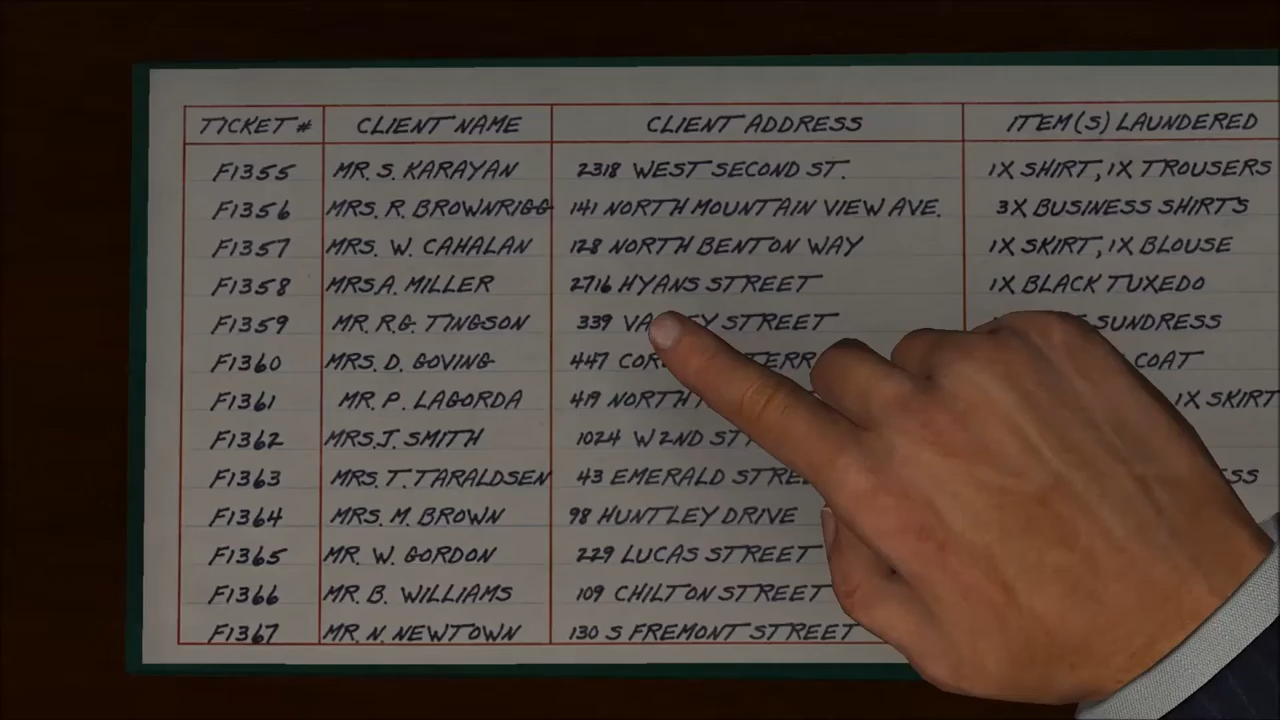 TICKET # CLIENT NAME CLIENT ADDRESS ITEM(S) LAUNDERED
F1355 MR. S. KARAYAN 2318 WEST SECOND ST. 1X SHIRT, 1X TROUSERS
F1356 MRS. R. BROWNRIGG 141 NORTH MOUNTAIN VIEW AVE. 3X BUSINESS SHIRTS
F1357 MRS. W. CAHALAN 128 NORTH BENTON WAY 1X SKIRT, 1X BLOUSE
F1358 MRS A. MILLER 2716 HYANS STREET 1X BLACK TUXEDO
F1359 MR. R.G. TINGSON 339 STREET SUNDRESS
F1360 MRS. D. GOVING 447 COAT
F1361 MR. P. LAGORDA 419 NORTH 1X SKIRT
F1362 MRS. J. SMITH 1024 W 2ND
F1363 MRS. T. TARALDSEN 43 EMERALD
F1364 MRS. M. BROWN 98 HUNTLEY DRIVE
F1365 MR. W. GORDON 229 LUCAS STREET
F1366 MR. B. WILLIAMS 109 CHILTON STREET
F1367 MR. N. NEWTOWN 130 S FREMONT STREET